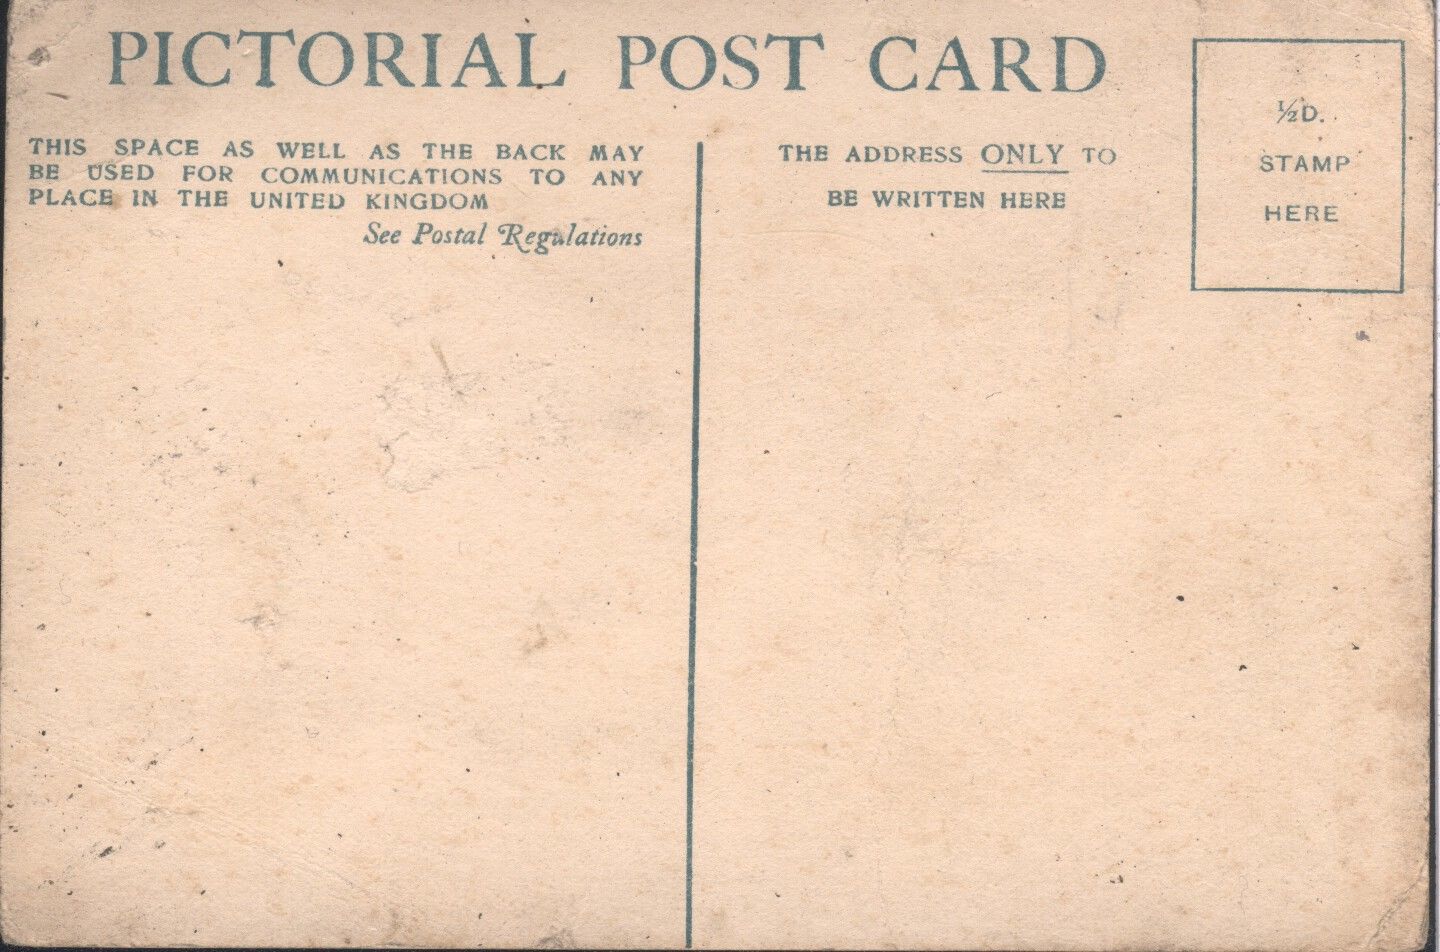 PICTORIAL POST CARD
THIS SPACE AS WELL AS THE BACK MAY
BE USED FOR COMMUNICATIONS TO ANY
PLACE IN THE UNITED KINGDOM
See Postal Regulations
THE ADDRESS ONLY TO
BE WRITTEN HERE
½D.
STAMP
HERE